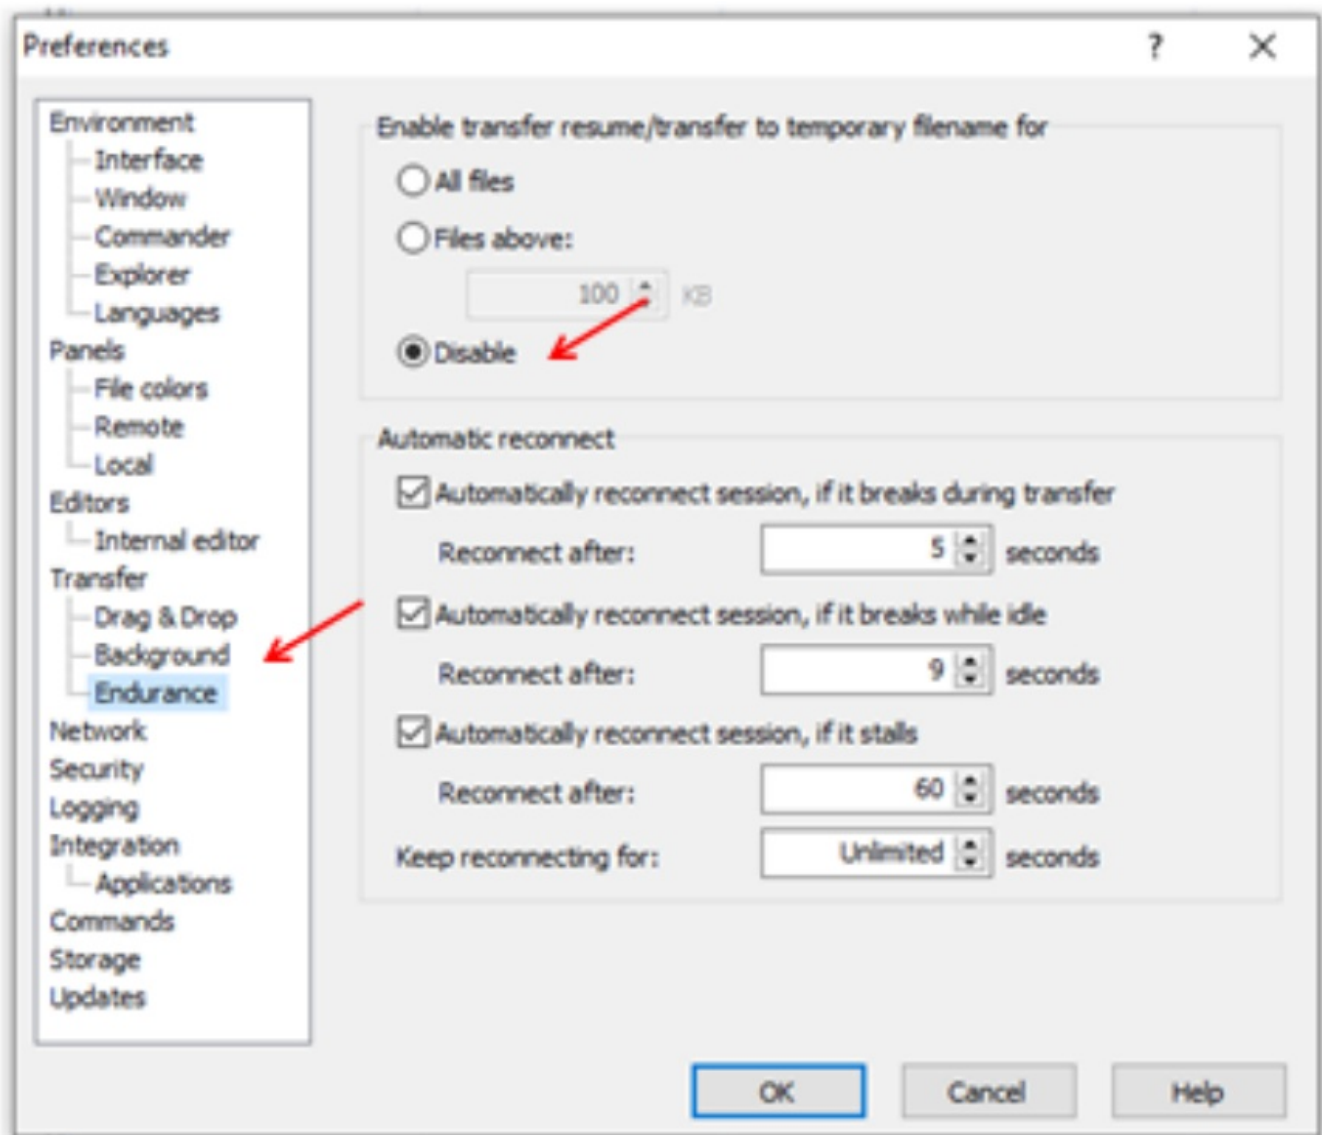 Preferences
?
Environment
Interface
Window
Commander
Explorer
Languages
Panels
File colors
Remote
Local
Editors
Internal editor
Transfer
Drag & Drop
Background
Endurance
Network
Security
Logging
Integration
Applications
Commands
Storage
Updates
Enable transfer resume/transfer to temporary filename for
All files
Files above:
100 KB
Disable
Automatic reconnect
Automatically reconnect session, if it breaks during transfer
Reconnect after: 5 seconds
Automatically reconnect session, if it breaks while idle
Reconnect after: 9 seconds
Automatically reconnect session, if it stalls
Reconnect after: 60 seconds
Keep reconnecting for: Unlimited seconds
OK Cancel Help